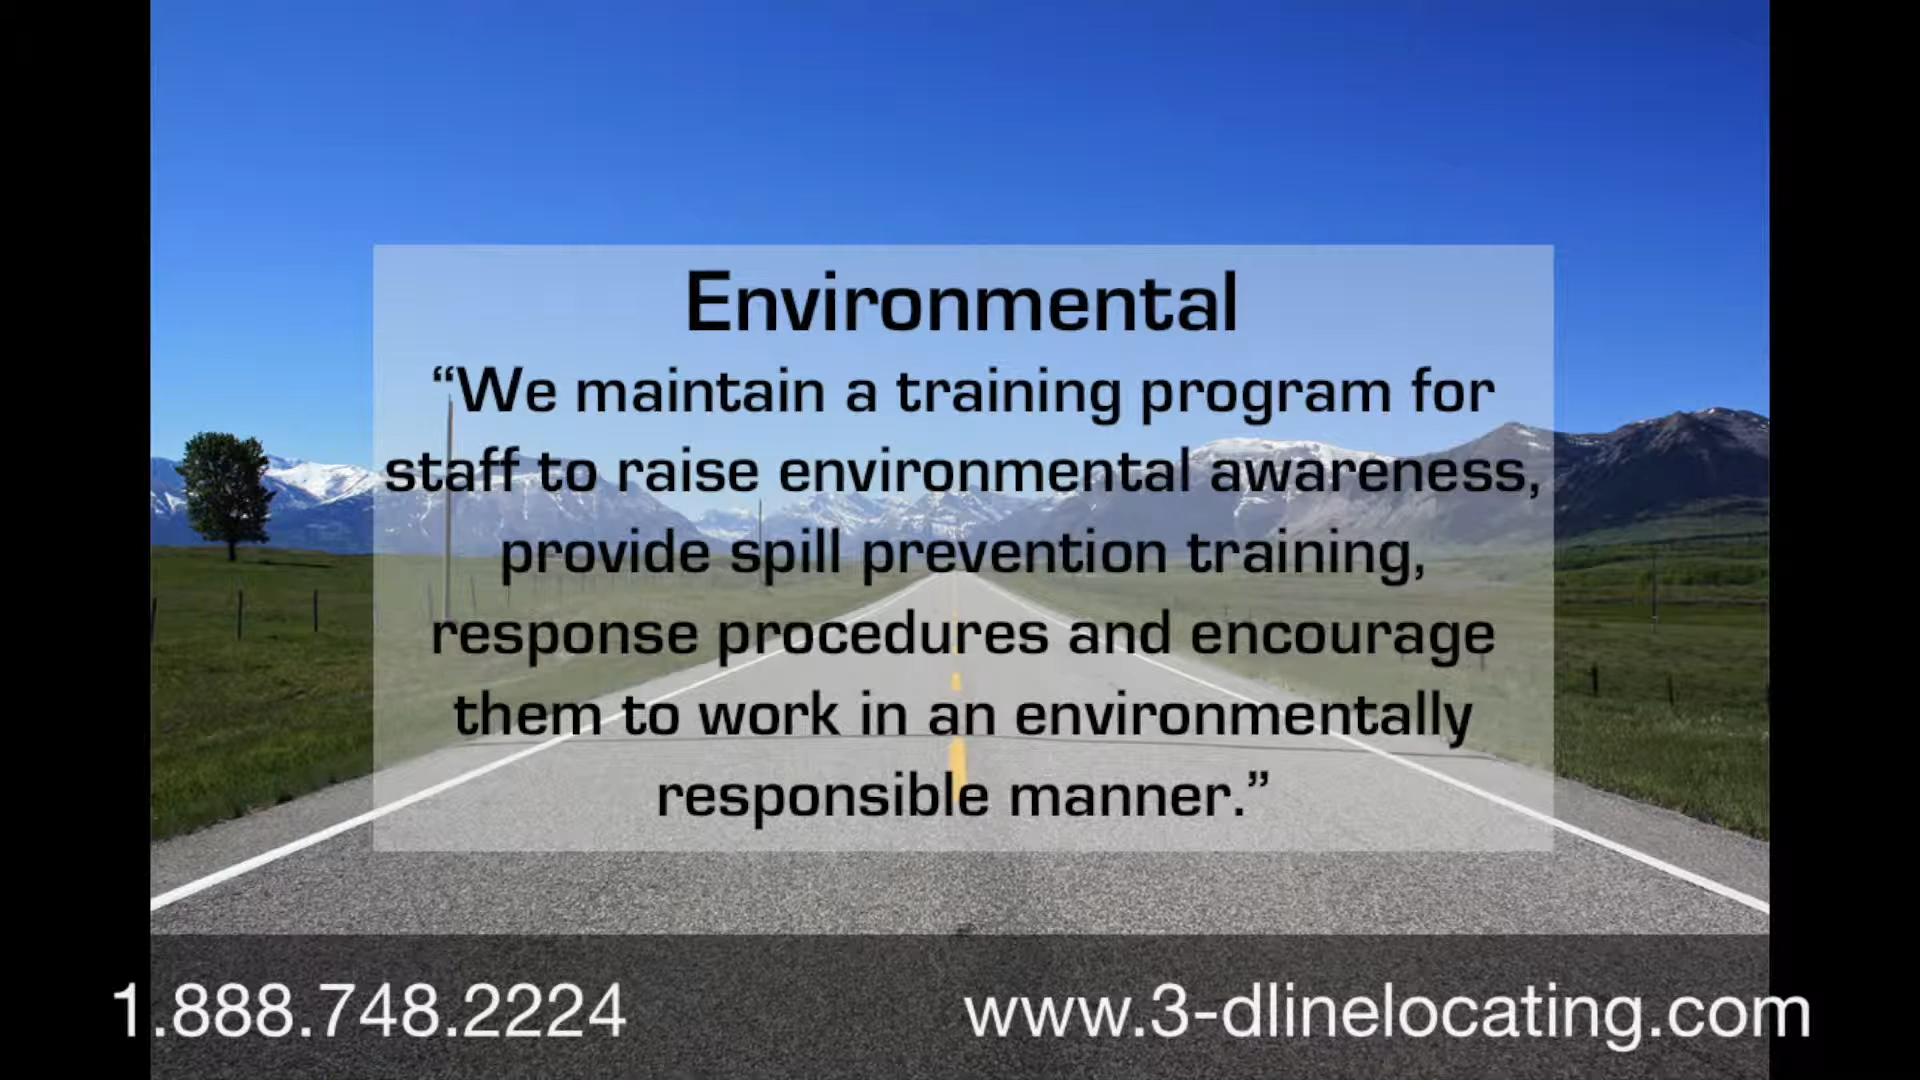 Environmental
“We maintain a training program for
staff to raise environmental awareness,
provide spill prevention training,
response procedures and encourage
them to work in an environmentally
responsible manner.”
1.888.748.2224
www.3-dlinelocating.com